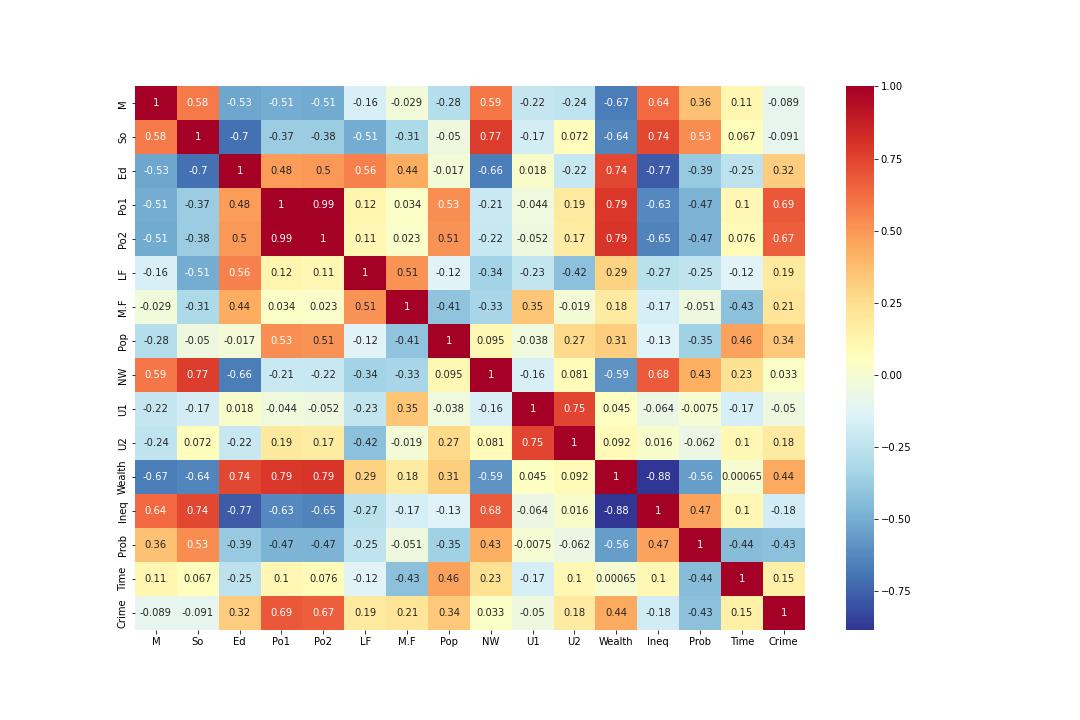 M 1 0.58 -0.53 -0.51 -0.51 -0.16 -0.029 -0.28 0.59 -0.22 -0.24 -0.67 0.64 0.36 0.11 -0.089
So 0.58 1 -0.7 -0.37 -0.38 -0.51 -0.31 -0.05 0.77 -0.17 0.072 -0.64 0.74 0.53 0.067 -0.091
Ed -0.53 -0.7 1 0.48 0.5 0.56 0.44 -0.017 -0.66 0.018 -0.22 0.74 -0.77 -0.39 -0.25 0.32
Po1 -0.51 -0.37 0.48 1 0.99 0.12 0.034 0.53 -0.21 -0.044 0.19 0.79 -0.63 -0.47 0.1 0.69
Po2 -0.51 -0.38 0.5 0.99 1 0.11 0.023 0.51 -0.22 -0.052 0.17 0.79 -0.65 -0.47 0.076 0.67
LF -0.16 -0.51 0.56 0.12 0.11 1 0.51 -0.12 -0.34 -0.23 -0.42 0.29 -0.27 -0.25 -0.12 0.19
M.F -0.029 -0.31 0.44 0.034 0.023 0.51 1 -0.41 -0.33 0.35 -0.019 0.18 -0.17 -0.051 -0.43 0.21
Pop -0.28 -0.05 -0.017 0.53 0.51 -0.12 -0.41 1 0.095 -0.038 0.27 0.31 -0.13 -0.35 0.46 0.34
NW 0.59 0.77 -0.66 -0.21 -0.22 -0.34 -0.33 0.095 1 -0.16 0.081 -0.59 0.68 0.43 0.23 0.033
U1 -0.22 -0.17 0.018 -0.044 -0.052 -0.23 0.35 -0.038 -0.16 1 0.75 0.045 -0.064 -0.0075 -0.17 -0.05
U2 -0.24 0.072 -0.22 0.19 0.17 -0.42 -0.019 0.27 0.081 0.75 1 0.092 0.016 -0.062 0.1 0.18
Wealth -0.67 -0.64 0.74 0.79 0.79 0.29 0.18 0.31 -0.59 0.045 0.092 1 -0.88 -0.56 0.00065 0.44
Ineq 0.64 0.74 -0.77 -0.63 -0.65 -0.27 -0.17 -0.13 0.68 -0.064 0.016 -0.88 1 0.47 0.1 -0.18
Prob 0.36 0.53 -0.39 -0.47 -0.47 -0.25 -0.051 -0.35 0.43 -0.0075 -0.062 -0.56 0.47 1 -0.44 -0.43
Time 0.11 0.067 -0.25 0.1 0.076 -0.12 -0.43 0.46 0.23 -0.17 0.1 0.00065 0.1 -0.44 1 0.15
Crime -0.089 -0.091 0.32 0.69 0.67 0.19 0.21 0.34 0.033 -0.05 0.18 0.44 -0.18 -0.43 0.15 1
M So Ed Po1 Po2 LF M.F Pop NW U1 U2 Wealth Ineq Prob Time Crime
1.00
0.75
0.50
0.25
0.00
−0.25
−0.50
−0.75